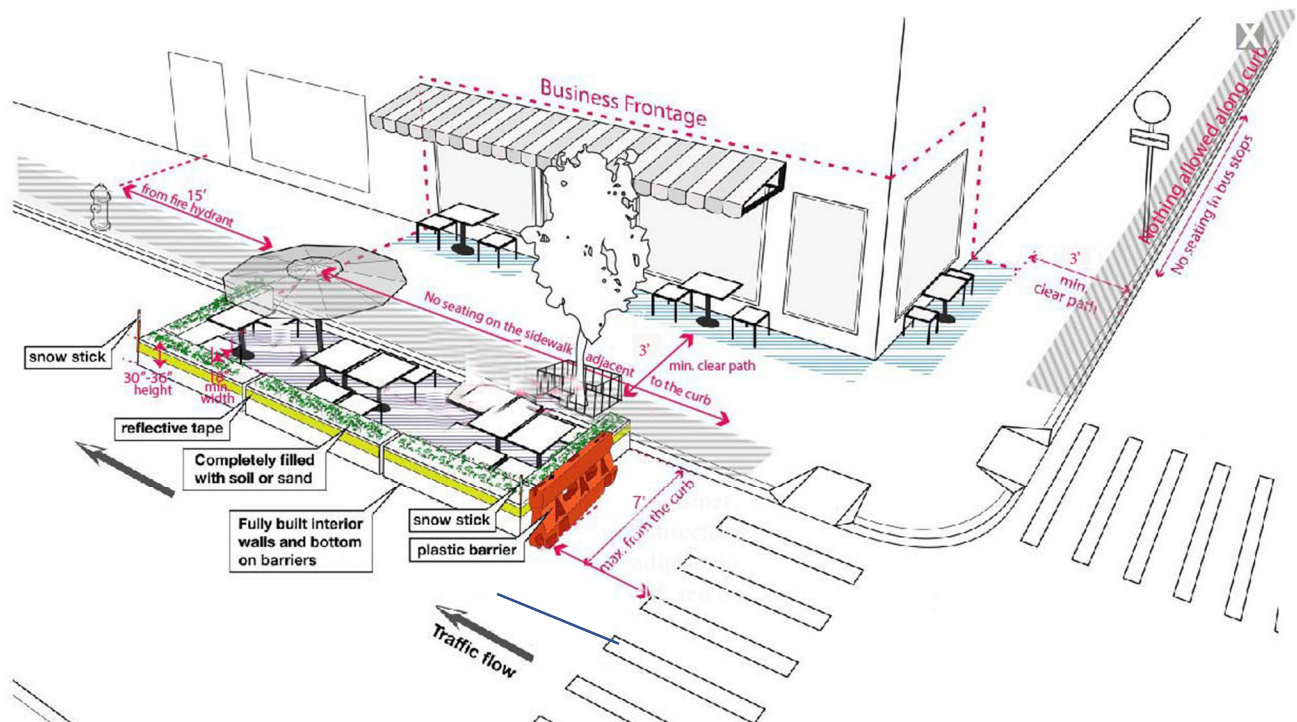 X
Business Frontage
Nothing allowed along curb
No seating in bus stops
15'
from fire hydrant
3'
min.
clear path
No seating on the sidewalk adjacent to the curb
3'
min. clear path
snow stick
30"-36"
height
18"
min.
width
reflective tape
Completely filled
with soil or sand
Fully built interior
walls and bottom
on barriers
snow stick
plastic barrier
7'
max. from the curb
Traffic flow